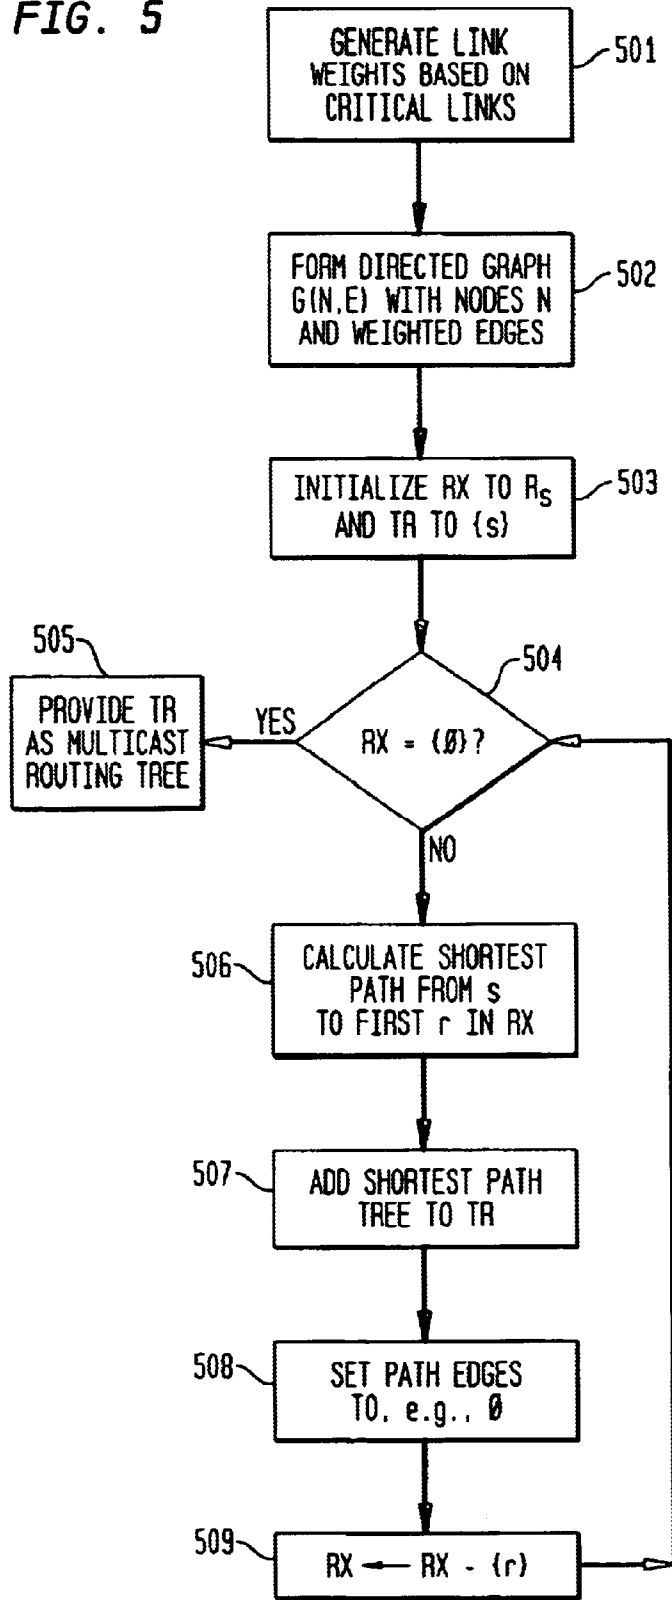 FIG. 5
GENERATE LINK
WEIGHTS BASED ON
CRITICAL LINKS
501
FORM DIRECTED GRAPH
G(N,E) WITH NODES N
AND WEIGHTED EDGES
502
INITIALIZE RX TO RS
AND TR TO {s}
503
504
RX = {Ø}?
YES
505
PROVIDE TR
AS MULTICAST
ROUTING TREE
NO
506
CALCULATE SHORTEST
PATH FROM s
TO FIRST r IN RX
507
ADD SHORTEST PATH
TREE TO TR
508
SET PATH EDGES
TO, e.g., Ø
509
RX ← RX - {r}